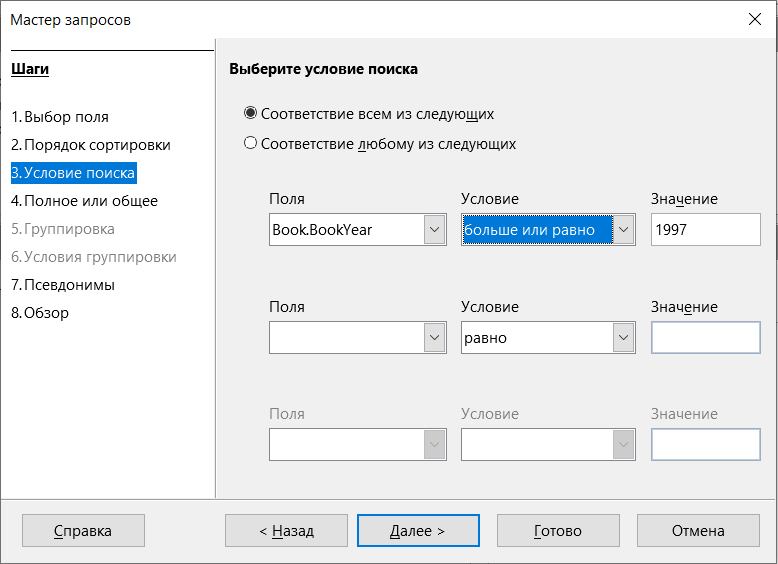 Мастер запросов
Шаги
1. Выбор поля
2. Порядок сортировки
3. Условие поиска
4. Полное или общее
5. Группировка
6. Условия группировки
7. Псевдонимы
8. Обзор
Выберите условие поиска
Соответствие всем из следующих
Соответствие любому из следующих
Поля Условие Значение
Book.BookYear больше или равно 1997
Поля Условие Значение
равно
Поля Условие Значение
Справка < Назад Далее > Готово Отмена